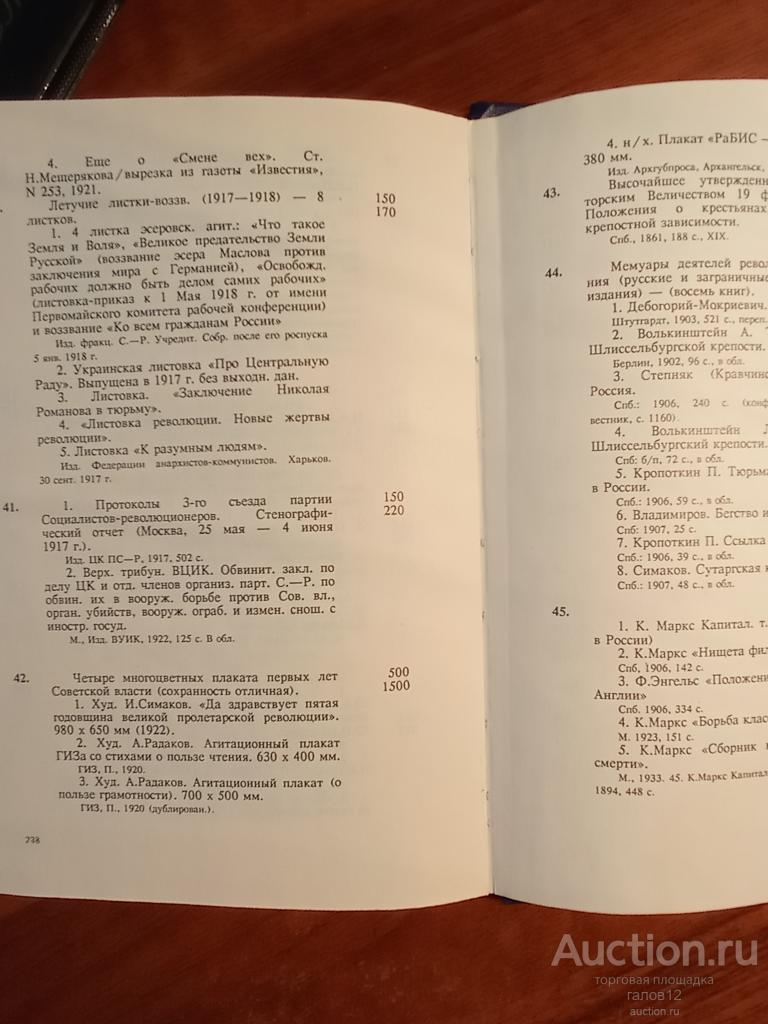 4. Еще о «Смене вех». Ст.
Н.Мещерякова/вырезка из газеты «Известия»,
N 253, 1921.
Летучие листки-воззв. (1917—1918) — 8
листков.
150
170
1. 4 листка эсеровск. агит.: «Что такое
Земля и Воля», «Великое предательство Земли
Русской» (воззвание эсера Маслова против
заключения мира с Германией), «Освобожд.
рабочих должно быть делом самих рабочих»
(листовка-приказ к 1 Мая 1918 г. от имени
Первомайского комитета рабочей конференции)
и воззвание «Ко всем гражданам России»
Изд. фракц. С.—Р. Учредит. Собр. после его роспуска
5 янв. 1918 г.
2. Украинская листовка «Про Центральную
Раду». Выпущена в 1917 г. без выходн. дан.
3. Листовка. «Заключение Николая
Романова в тюрьму».
4. «Листовка революции. Новые жертвы
революции».
5. Листовка «К разумным людям».
Изд. Федерации анархистов-коммунистов. Харьков.
30 сент. 1917 г.
41.
1. Протоколы 3-го съезда партии
Социалистов-революционеров. Стенографи-
ческий отчет (Москва, 25 мая — 4 июня
1917 г.).
150
220
Изд. ЦК ПС—Р, 1917, 502 с.
2. Верх. трибун. ВЦИК. Обвинит. закл. по
делу ЦК и отд. членов организ. парт. С.—Р. по
обвин. их в вооруж. борьбе против Сов. вл.,
орган. убийств, вооруж. ограб. и измен. снош. с
иностр. госуд.
М., Изд. ВУИК, 1922, 125 с. В обл.
42.
Четыре многоцветных плаката первых лет
Советской власти (сохранность отличная).
500
1500
1. Худ. И.Симаков. «Да здравствует пятая
годовщина великой пролетарской революции».
980 x 650 мм (1922).
2. Худ. А.Радаков. Агитационный плакат
ГИЗа со стихами о пользе чтения. 630 x 400 мм.
ГИЗ, П., 1920.
3. Худ. А.Радаков. Агитационный плакат (о
пользе грамотности). 700 x 500 мм.
ГИЗ, П., 1920 (дублирован.).
238
4. н/х. Плакат «РаБИС —
380 мм.
Изд. Архгубпроса, Архангельск,
43.
Высочайшее утвержден
торским Величеством 19 ф
Положения о крестьянах
крепостной зависимости.
Спб., 1861, 188 с., XIX.
44.
Мемуары деятелей рево
ния (русские и заграничные
издания) — (восемь книг).
1. Дебогорий-Мокриевич.
Штутгардт, 1903, 521 с., переп.
2. Волькинштейн А.
Шлиссельбургской крепости.
Берлин, 1902, 96 с., в обл.
3. Степняк (Кравчинс
Россия.
Спб.: 1906, 240 с. (конф
вестник, с. 1160).
4. Волькинштейн
Шлиссельбургский крепости.
Спб: б/п, 72 с., в обл.
5. Кропоткин П. Тюрьм
в России.
Спб.: 1906, 59 с., в обл.
6. Владимиров. Бегство и
Спб: 1907, 25 с.
7. Кропоткин П. Ссылка
Спб.: 1906, 39 с., в обл.
8. Симаков. Сутаргская к
Спб.: 1907, 48 с., в обл.
45.
1. К. Маркс Капитал. т.
в России)
2. К.Маркс «Нищета фил
Спб, 1906, 142 с.
3. Ф.Энгельс «Положени
Англии»
Спб. 1906, 334 с.
4. К.Маркс «Борьба клас
М. 1923, 151 с.
5. К.Маркс «Сборник
смерти».
М., 1933. 45. К.Маркс Капитал
1894, 448 с.
Auction.ru
торговая площадка
галов12
auction.ru